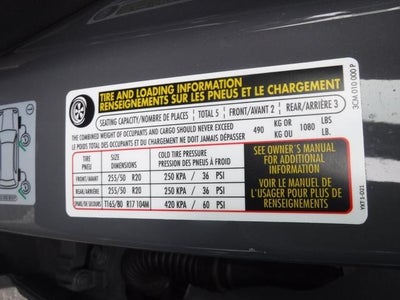 TIRE AND LOADING INFORMATION
RENSEIGNEMENTS SUR LES PNEUS ET LE CHARGEMENT
SEATING CAPACITY/NOMBRE DE PLACES TOTAL 5 FRONT/AVANT 2 REAR/ARRIÈRE 3
THE COMBINED WEIGHT OF OCCUPANTS AND CARGO SHOULD NEVER EXCEED 490 KG OR 1080 LBS
LE POIDS TOTAL DES OCCUPANTS ET DU CHARGEMENT NE DOIT JAMAIS DÉPASSER KG OU LB.
TIRE PNEU SIZE DIMENSIONS COLD TIRE PRESSURE PRESSION DES PNEUS À FROID
FRONT/AVANT 255/50 R20 250 KPA / 36 PSI
REAR/ARRIÈRE 255/50 R20 250 KPA / 36 PSI
SPARE/DE SECOURS T165/80 R17 104M 420 KPA / 60 PSI
SEE OWNER'S MANUAL
FOR ADDITIONAL
INFORMATION
VOIR LE MANUEL DE
L'USAGER POUR PLUS DE
RENSEIGNEMENTS
3CM 010 000 P